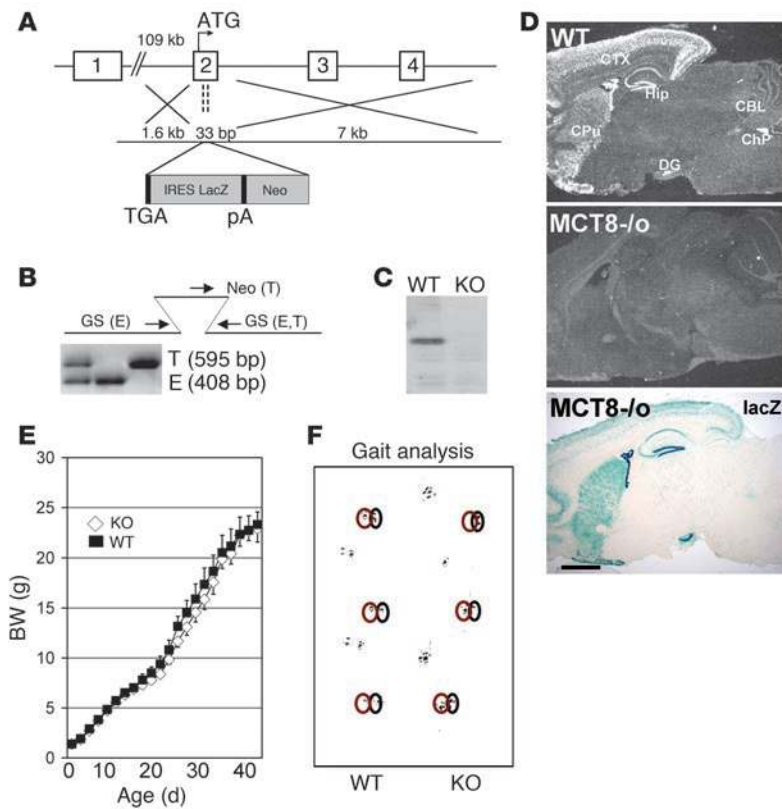 A
ATG
109 kb
1
2
3
4
1.6 kb
33 bp
7 kb
IRES LacZ
Neo
TGA
pA
B
Neo (T)
GS (E)
GS (E,T)
T (595 bp)
E (408 bp)
C
WT KO
D
WT
CTX
Hip
CBL
CPu
ChP
DG
MCT8-/o
MCT8-/o
lacZ
E
30
25
20
15
10
5
0
KO
WT
BW (g)
0 10 20 30 40
Age (d)
F
Gait analysis
WT
KO